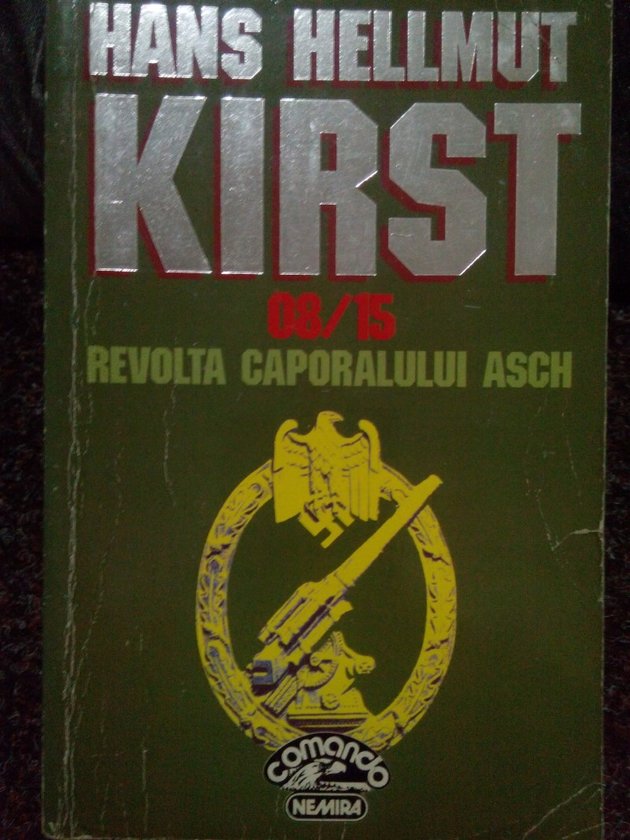 HANS HELLMUT
KIRST
08/15
REVOLTA CAPORALULUI ASCH
comando
NEMIRA